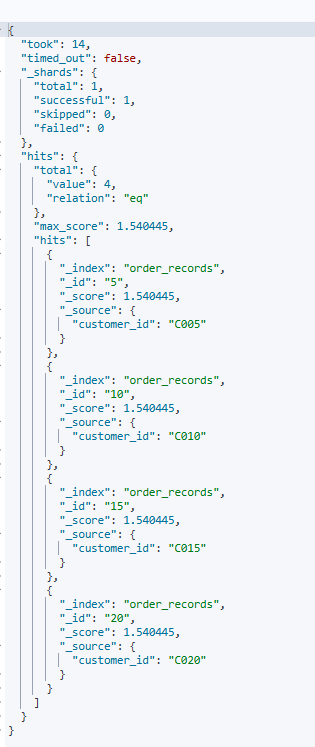 {
  "took": 14,
  "timed_out": false,
  "_shards": {
    "total": 1,
    "successful": 1,
    "skipped": 0,
    "failed": 0
  },
  "hits": {
    "total": {
      "value": 4,
      "relation": "eq"
    },
    "max_score": 1.540445,
    "hits": [
      {
        "_index": "order_records",
        "_id": "5",
        "_score": 1.540445,
        "_source": {
          "customer_id": "C005"
        }
      },
      {
        "_index": "order_records",
        "_id": "10",
        "_score": 1.540445,
        "_source": {
          "customer_id": "C010"
        }
      },
      {
        "_index": "order_records",
        "_id": "15",
        "_score": 1.540445,
        "_source": {
          "customer_id": "C015"
        }
      },
      {
        "_index": "order_records",
        "_id": "20",
        "_score": 1.540445,
        "_source": {
          "customer_id": "C020"
        }
      }
    ]
  }
}